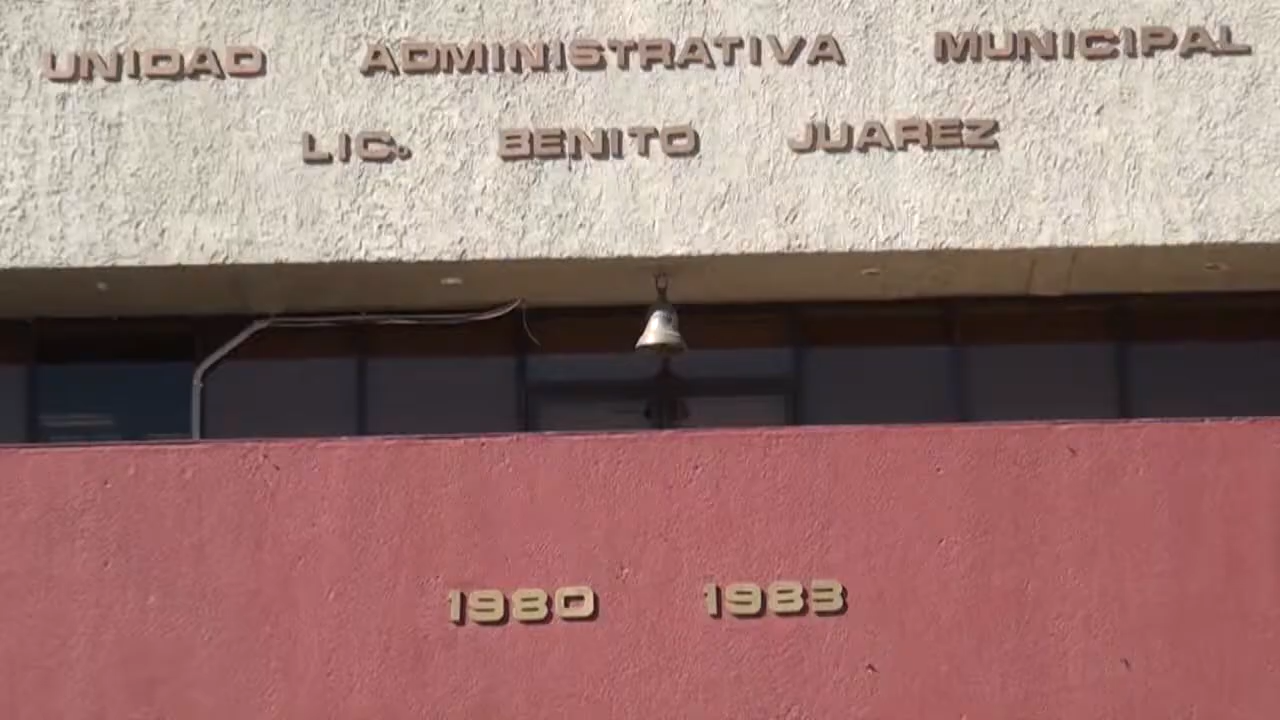 UNIDAD ADMINISTRATIVA MUNICIPAL
LIC. BENITO JUAREZ
1980 1983